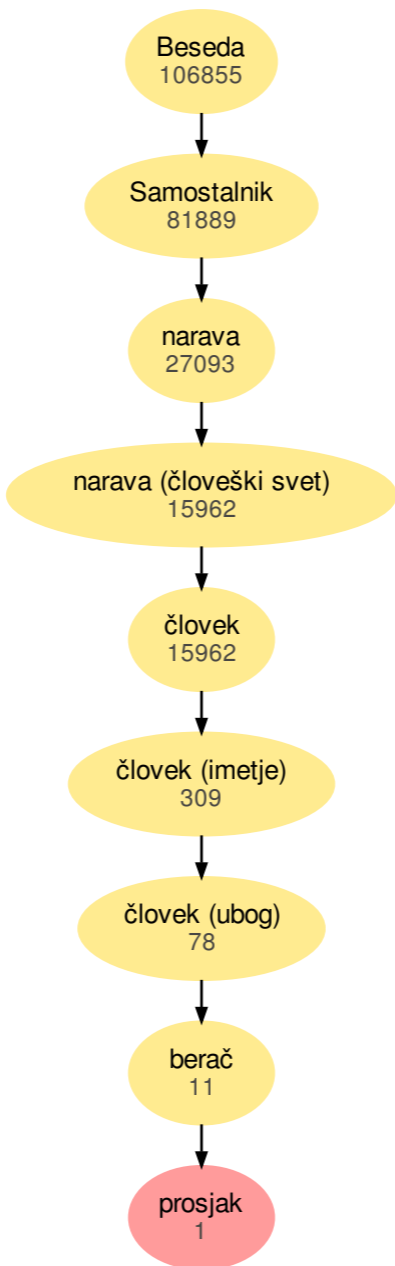 Beseda
106855
Samostalnik
81889
narava
27093
narava (človeški svet)
15962
človek
15962
človek (imetje)
309
človek (ubog)
78
berač
11
prosjak
1